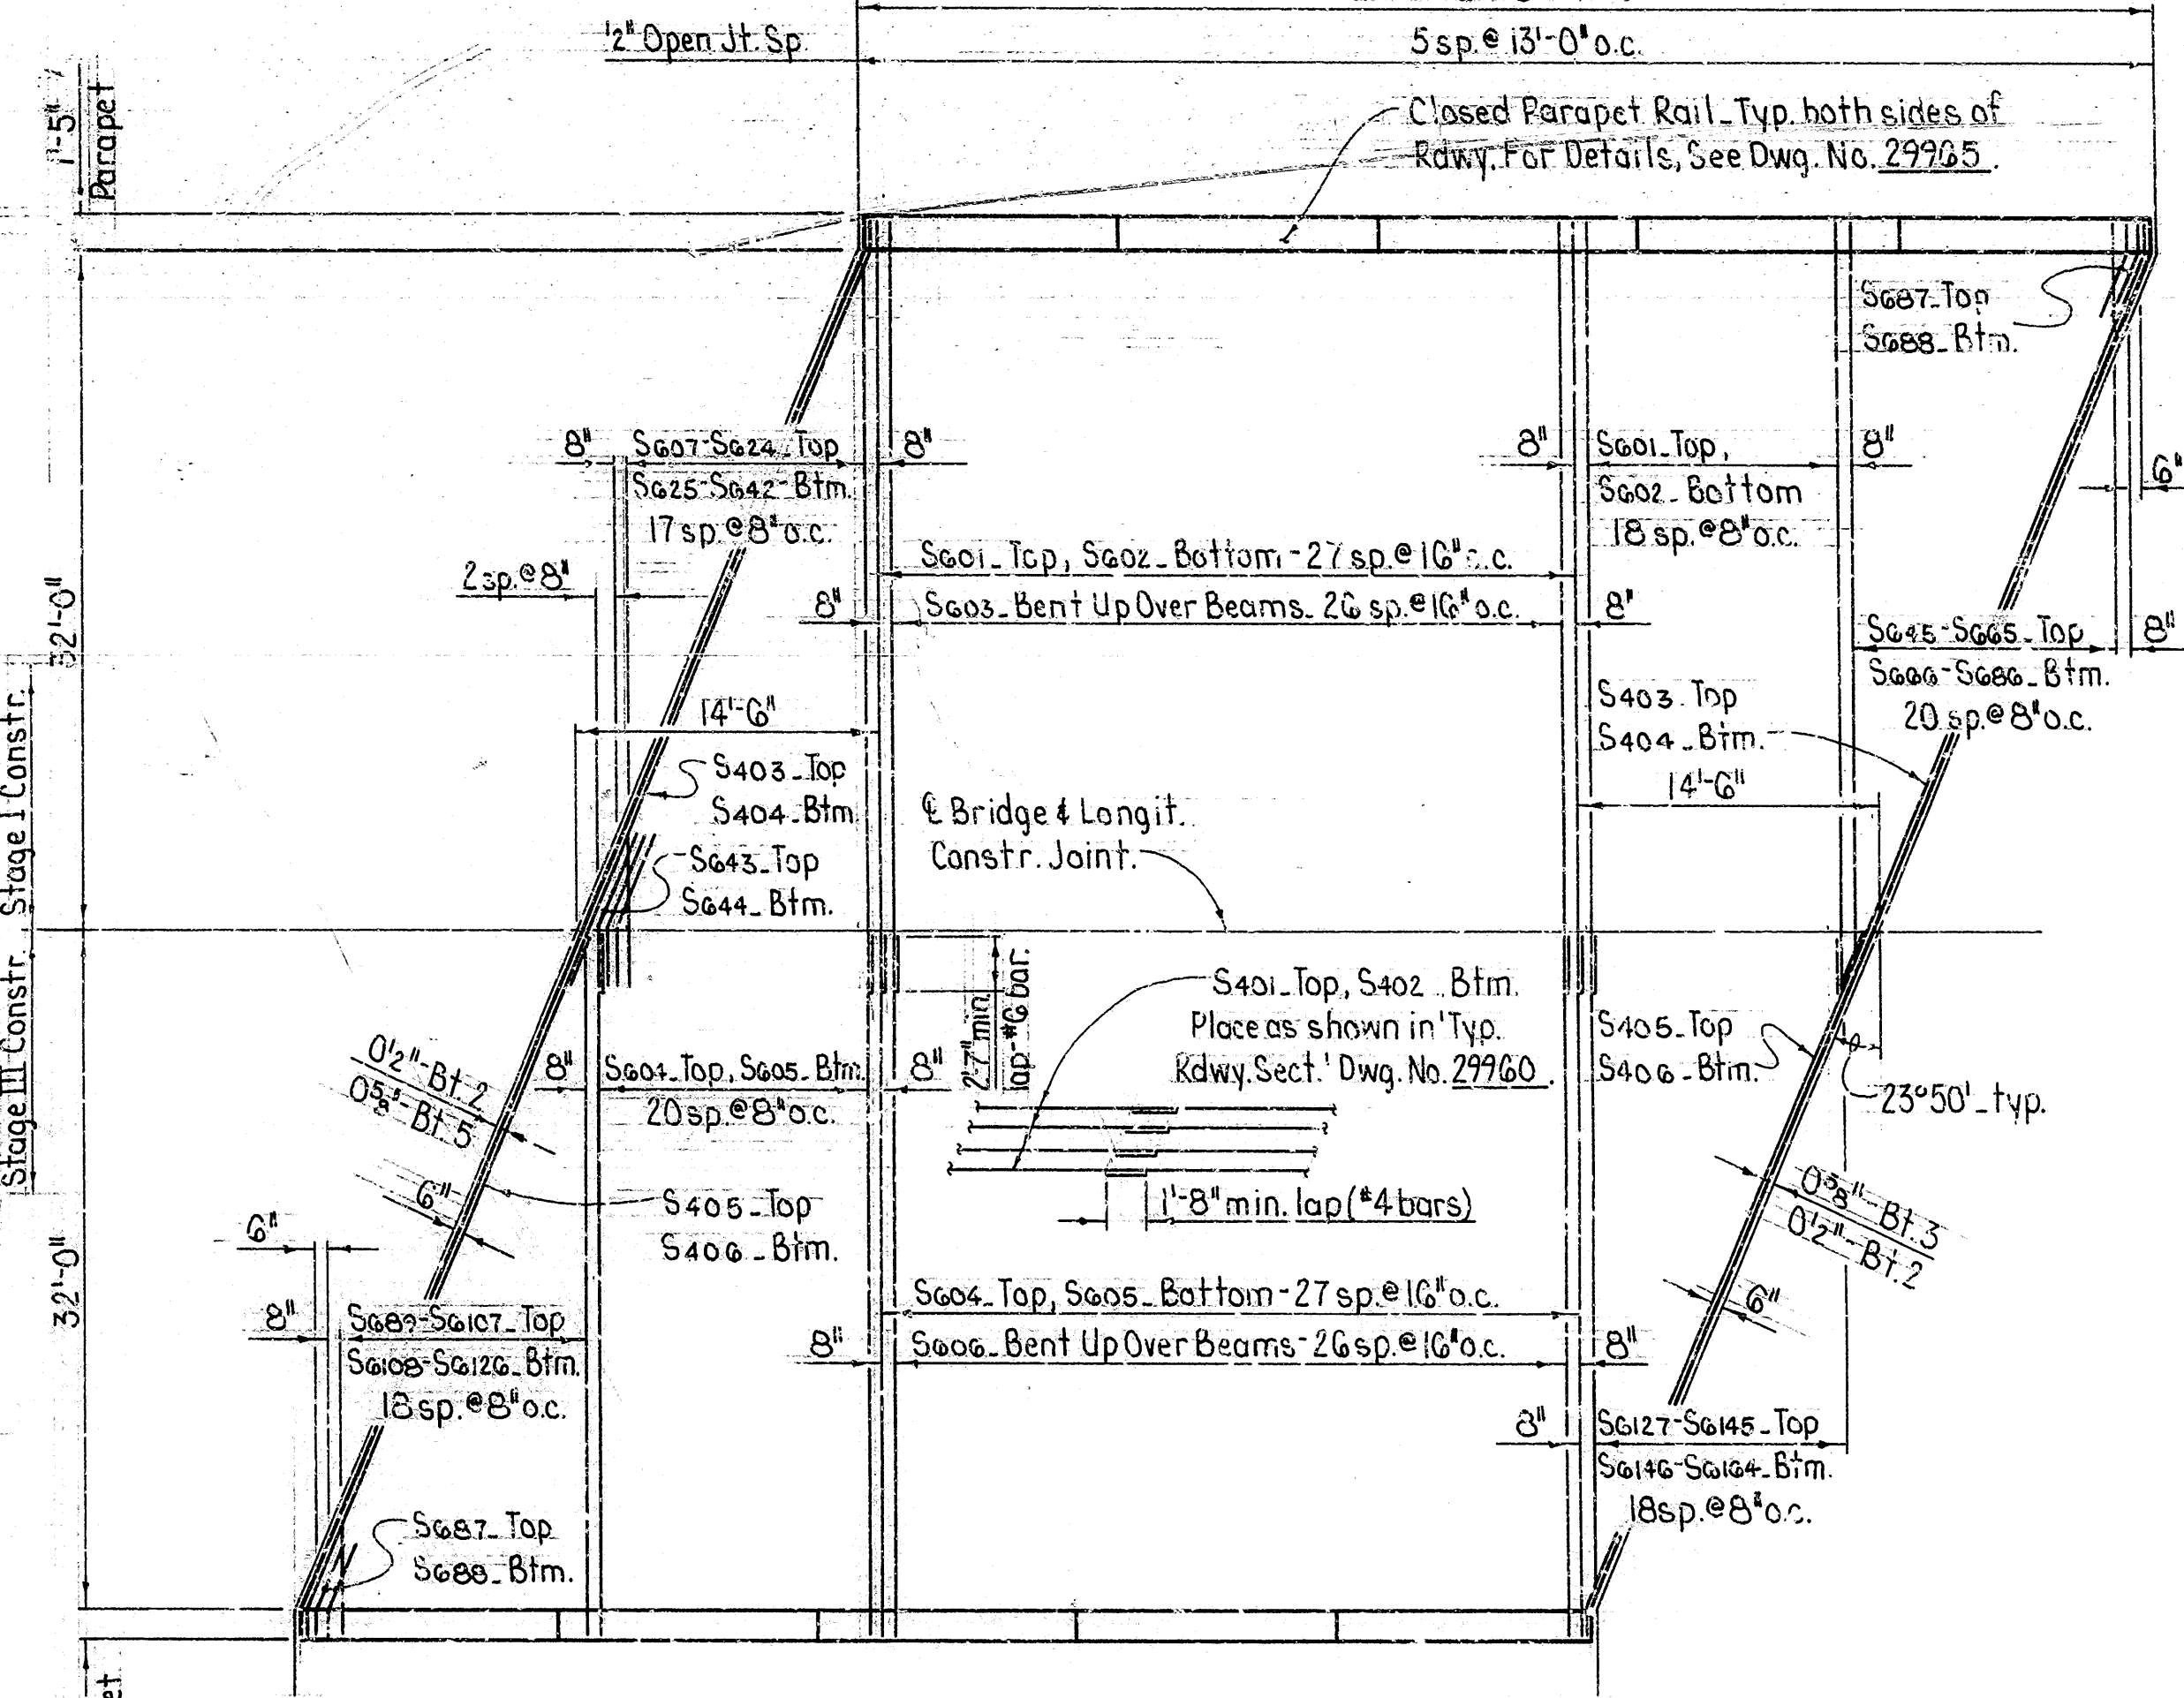 1/2" Open Jt. Sp.
5 sp. @ 13'-0" o.c.
1'-5"
Parapet
Closed Parapet Rail - Typ. both sides of
Rdwy. For Details, See Dwg. No. 29965.
S687 - Top
S688 - Btm.
8"
S607-S624 - Top
8"
S625-S642 - Btm.
17 sp. @ 8" o.c.
8"
S601 - Top,
8"
S602 - Bottom
18 sp. @ 8" o.c.
6"
2 sp. @ 8"
S601 - Top, S602 - Bottom - 27 sp. @ 16" o.c.
8"
S603 - Bent Up Over Beams - 26 sp. @ 16" o.c.
8"
32'-0"
S645-S665 - Top
8"
S666-S686 - Btm.
20 sp. @ 8" o.c.
14'-6"
S403 - Top
S404 - Btm.
14'-6"
S403 - Top
S404 - Btm.
S643 - Top
S644 - Btm.
℄ Bridge & Longit.
Constr. Joint.
Stage I Constr.
Stage III Constr.
2'-7" min.
lap - #6 bar.
S401 - Top, S402 - Btm.
Place as shown in 'Typ.
Rdwy. Sect.' Dwg. No. 29960.
S405 - Top
S406 - Btm.
23°50' - typ.
0 1/2" - Bt. 2
0 5/8" - Bt. 5
8"
S604 - Top, S605 - Btm.
8"
20 sp. @ 8" o.c.
1'-8" min. lap (#4 bars)
6"
S405 - Top
S406 - Btm.
0 5/8" - Bt. 3
0 1/2" - Bt. 2
6"
6"
32'-0"
S604 - Top, S605 - Bottom - 27 sp. @ 16" o.c.
8"
S606 - Bent Up Over Beams - 26 sp. @ 16" o.c.
8"
8"
S689-S6107 - Top
S6108-S6126 - Btm.
18 sp. @ 8" o.c.
8"
S6127-S6145 - Top
S6146-S6164 - Btm.
18 sp. @ 8" o.c.
S687 - Top
S688 - Btm.